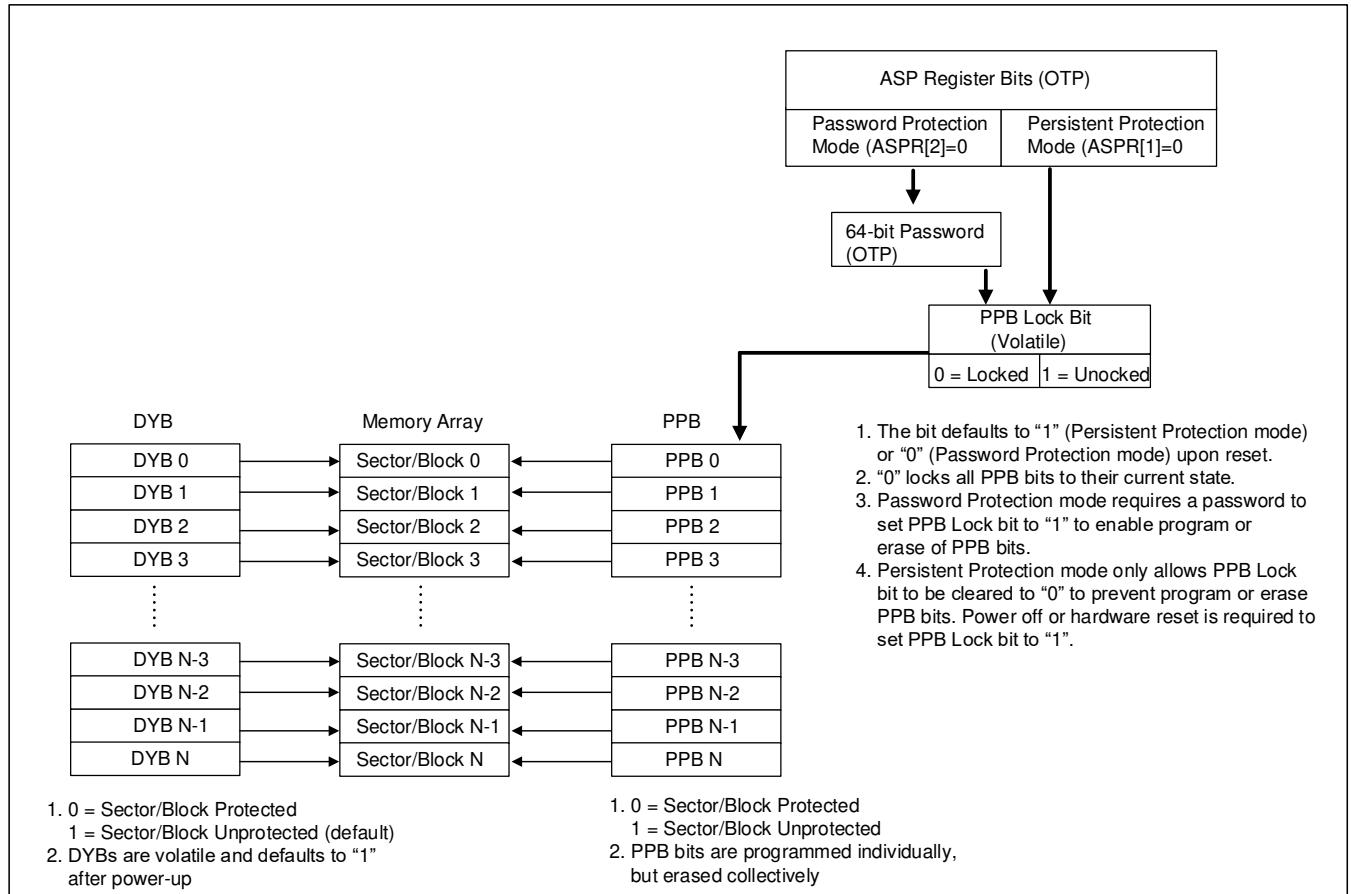 ASP Register Bits (OTP)
Password Protection
Mode (ASPR[2]=0
Persistent Protection
Mode (ASPR[1]=0
64-bit Password
(OTP)
PPB Lock Bit
(Volatile)
0 = Locked
1 = Unocked
1. The bit defaults to “1” (Persistent Protection mode)
or “0” (Password Protection mode) upon reset.
2. “0” locks all PPB bits to their current state.
3. Password Protection mode requires a password to
set PPB Lock bit to “1” to enable program or
erase of PPB bits.
4. Persistent Protection mode only allows PPB Lock
bit to be cleared to “0” to prevent program or erase
PPB bits. Power off or hardware reset is required to
set PPB Lock bit to “1”.
DYB
Memory Array
PPB
DYB 0
Sector/Block 0
PPB 0
DYB 1
Sector/Block 1
PPB 1
DYB 2
Sector/Block 2
PPB 2
DYB 3
Sector/Block 3
PPB 3
DYB N-3
Sector/Block N-3
PPB N-3
DYB N-2
Sector/Block N-2
PPB N-2
DYB N-1
Sector/Block N-1
PPB N-1
DYB N
Sector/Block N
PPB N
1. 0 = Sector/Block Protected
1 = Sector/Block Unprotected (default)
2. DYBs are volatile and defaults to “1”
after power-up
1. 0 = Sector/Block Protected
1 = Sector/Block Unprotected
2. PPB bits are programmed individually,
but erased collectively